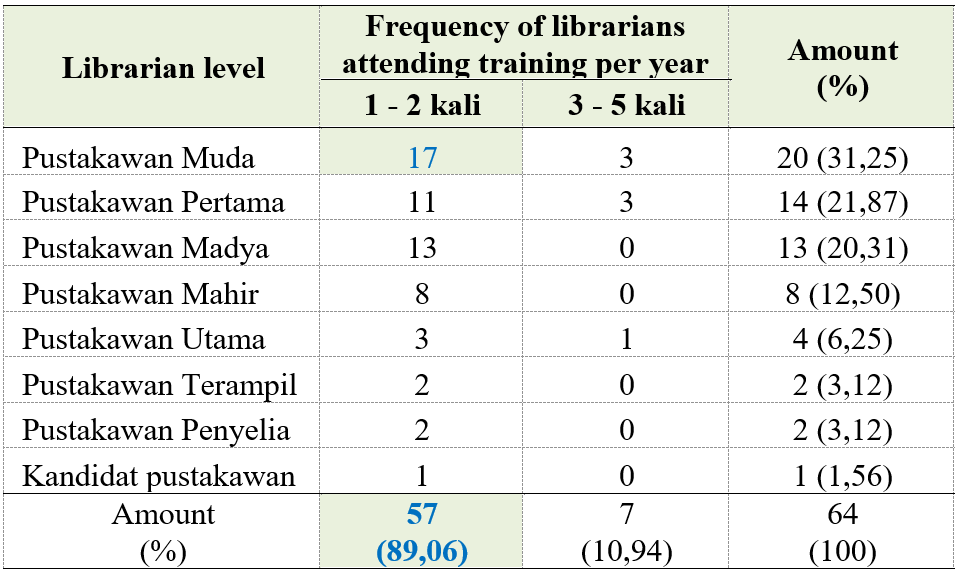 Librarian level
Frequency of librarians
attending training per year
Amount
(%)
1 - 2 kali
3 - 5 kali
Pustakawan Muda 17 3 20 (31,25)
Pustakawan Pertama 11 3 14 (21,87)
Pustakawan Madya 13 0 13 (20,31)
Pustakawan Mahir 8 0 8 (12,50)
Pustakawan Utama 3 1 4 (6,25)
Pustakawan Terampil 2 0 2 (3,12)
Pustakawan Penyelia 2 0 2 (3,12)
Kandidat pustakawan 1 0 1 (1,56)
Amount 57 7 64
(%) (89,06) (10,94) (100)